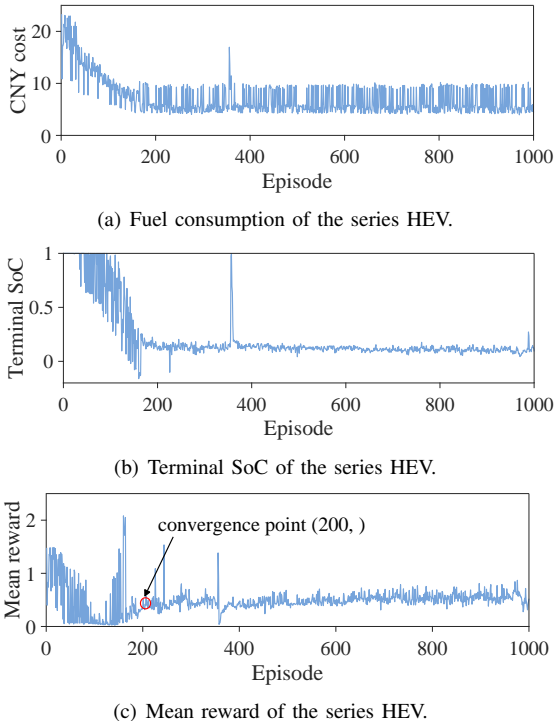 CNY cost
20
10
0
0 200 400 600 800 1000
Episode
(a) Fuel consumption of the series HEV.
Terminal SoC
1
0.5
0
0 200 400 600 800 1000
Episode
(b) Terminal SoC of the series HEV.
Mean reward
2
convergence point (200, )
1
0
0 200 400 600 800 1000
Episode
(c) Mean reward of the series HEV.